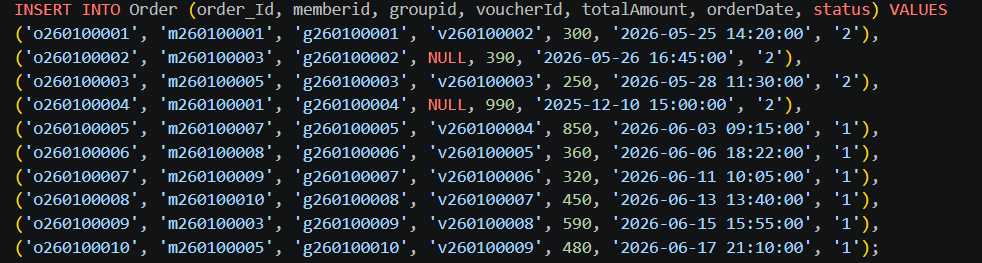 INSERT INTO Order (order_Id, memberid, groupid, voucherId, totalAmount, orderDate, status) VALUES
('o260100001', 'm260100001', 'g260100001', 'v260100002', 300, '2026-05-25 14:20:00', '2'),
('o260100002', 'm260100003', 'g260100002', NULL, 390, '2026-05-26 16:45:00', '2'),
('o260100003', 'm260100005', 'g260100003', 'v260100003', 250, '2026-05-28 11:30:00', '2'),
('o260100004', 'm260100001', 'g260100004', NULL, 990, '2025-12-10 15:00:00', '2'),
('o260100005', 'm260100007', 'g260100005', 'v260100004', 850, '2026-06-03 09:15:00', '1'),
('o260100006', 'm260100008', 'g260100006', 'v260100005', 360, '2026-06-06 18:22:00', '1'),
('o260100007', 'm260100009', 'g260100007', 'v260100006', 320, '2026-06-11 10:05:00', '1'),
('o260100008', 'm260100010', 'g260100008', 'v260100007', 450, '2026-06-13 13:40:00', '1'),
('o260100009', 'm260100003', 'g260100009', 'v260100008', 590, '2026-06-15 15:55:00', '1'),
('o260100010', 'm260100005', 'g260100010', 'v260100009', 480, '2026-06-17 21:10:00', '1');